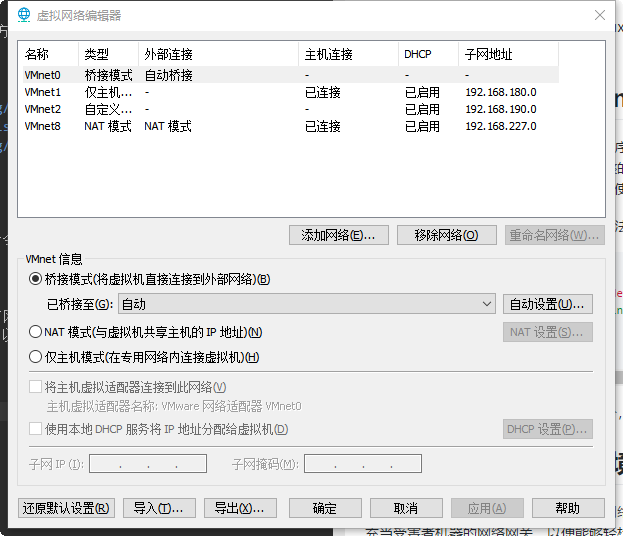 虚拟网络编辑器
名称 类型 外部连接 主机连接 DHCP 子网地址
VMnet0 桥接模式 自动桥接 - - -
VMnet1 仅主机... - 已连接 已启用 192.168.180.0
VMnet2 自定义... - - 已启用 192.168.190.0
VMnet8 NAT 模式 NAT 模式 已连接 已启用 192.168.227.0
添加网络(E)... 移除网络(O) 重命名网络(W)...
VMnet 信息
桥接模式(将虚拟机直接连接到外部网络)(B)
已桥接至(G): 自动 自动设置(U)...
NAT 模式(与虚拟机共享主机的 IP 地址)(N) NAT 设置(S)...
仅主机模式(在专用网络内连接虚拟机)(H)
将主机虚拟适配器连接到此网络(V)
主机虚拟适配器名称: VMware 网络适配器 VMnet0
使用本地 DHCP 服务将 IP 地址分配给虚拟机(D) DHCP 设置(P)...
子网 IP (I): . . . 子网掩码(M): . . .
还原默认设置(R) 导入(T)... 导出(X)... 确定 取消 应用(A) 帮助